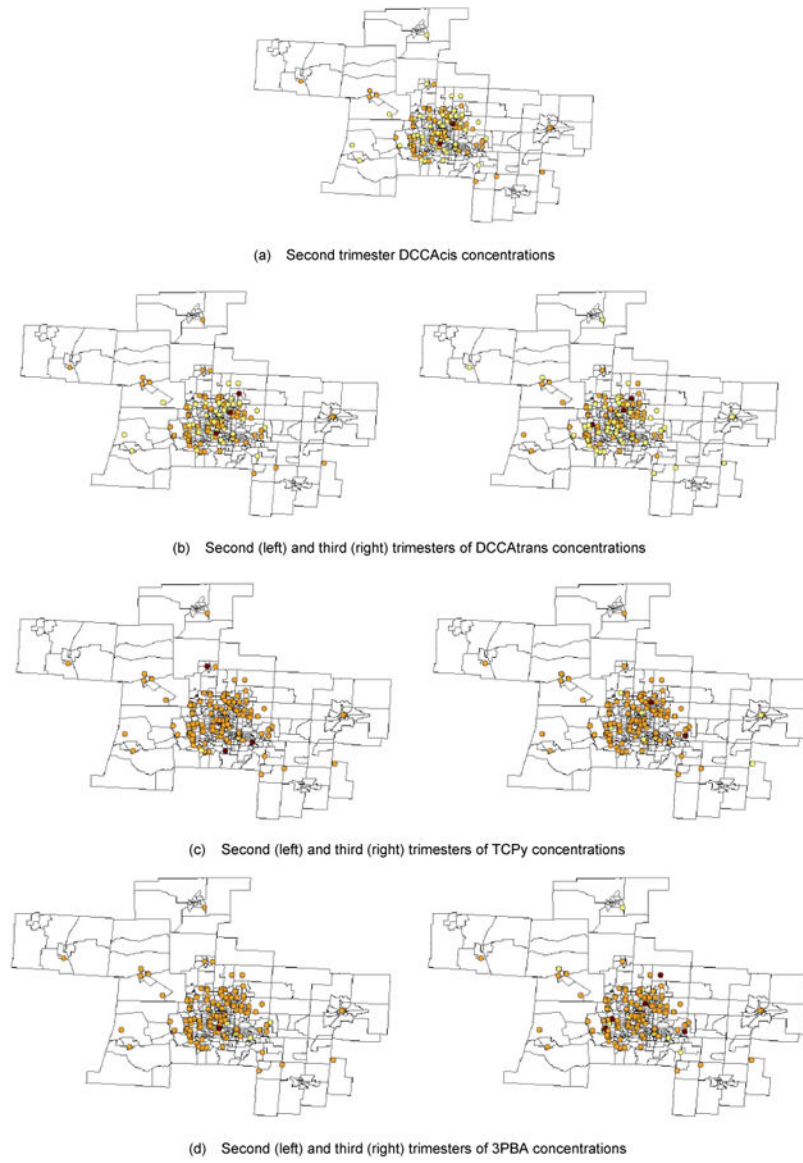 (a) Second trimester DCCAcis concentrations
(b) Second (left) and third (right) trimesters of DCCAtrans concentrations
(c) Second (left) and third (right) trimesters of TCPy concentrations
(d) Second (left) and third (right) trimesters of 3PBA concentrations